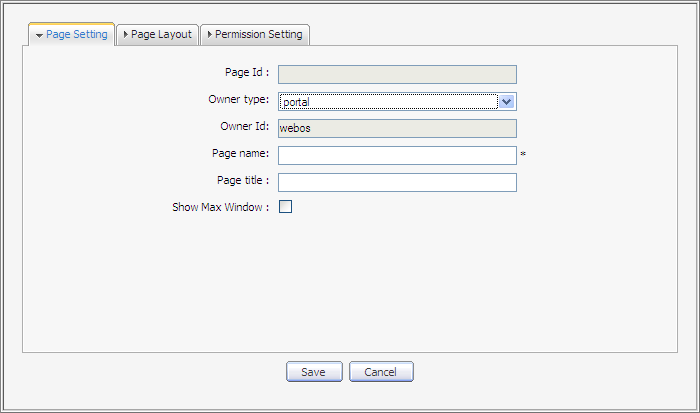 Page Setting Page Layout Permission Setting
Page Id :
Owner type: portal
Owner Id: webos
Page name: *
Page title :
Show Max Window :
Save Cancel